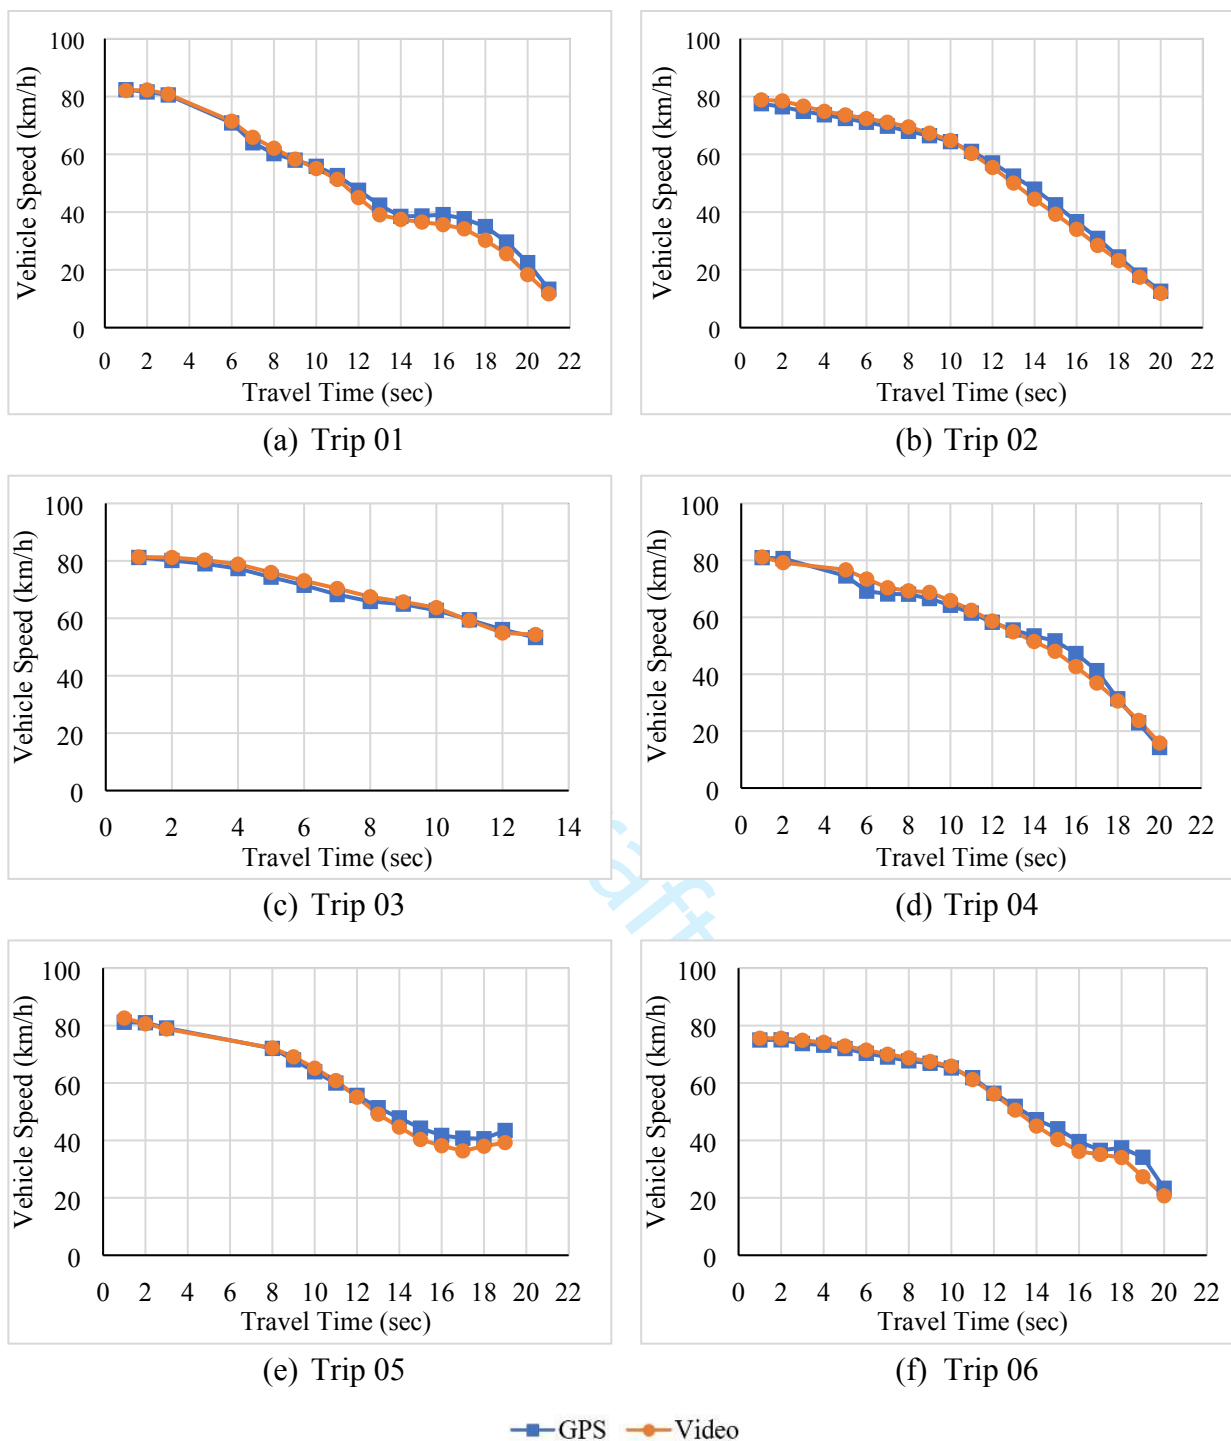 100
80
60
40
20
0
Vehicle Speed (km/h)
0 2 4 6 8 10 12 14 16 18 20 22
Travel Time (sec)
(a) Trip 01
100
80
60
40
20
0
Vehicle Speed (km/h)
0 2 4 6 8 10 12 14 16 18 20 22
Travel Time (sec)
(b) Trip 02
100
80
60
40
20
0
Vehicle Speed (km/h)
0 2 4 6 8 10 12 14
Travel Time (sec)
(c) Trip 03
100
80
60
40
20
0
Vehicle Speed (km/h)
0 2 4 6 8 10 12 14 16 18 20 22
Travel Time (sec)
(d) Trip 04
100
80
60
40
20
0
Vehicle Speed (km/h)
0 2 4 6 8 10 12 14 16 18 20 22
Travel Time (sec)
(e) Trip 05
100
80
60
40
20
0
Vehicle Speed (km/h)
0 2 4 6 8 10 12 14 16 18 20 22
Travel Time (sec)
(f) Trip 06
GPS Video